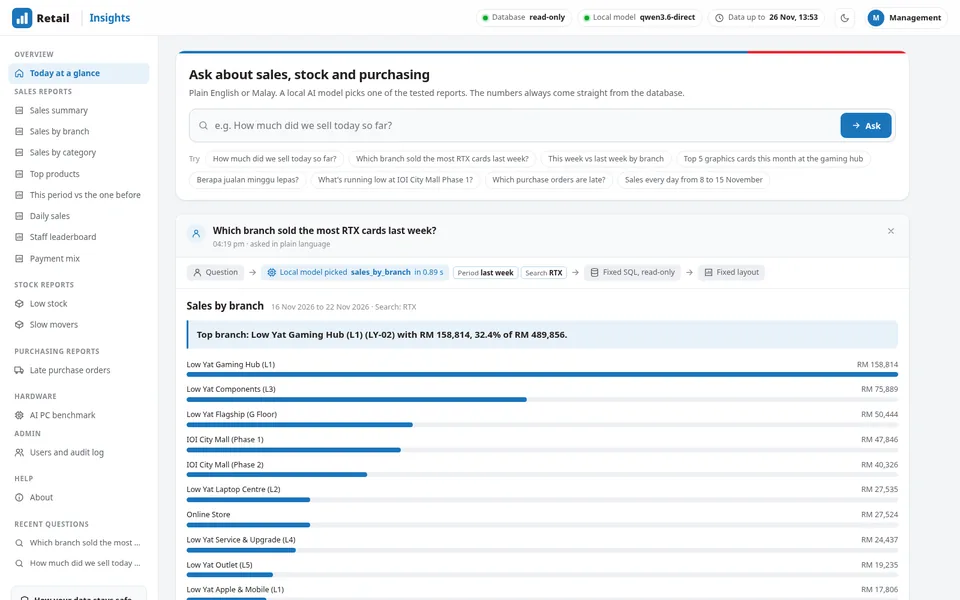 Retail Insights
Database read-only
Local model qwen3.6-direct
Data up to 26 Nov, 13:53
M Management
OVERVIEW
Today at a glance
SALES REPORTS
Sales summary
Sales by branch
Sales by category
Top products
This period vs the one before
Daily sales
Staff leaderboard
Payment mix
STOCK REPORTS
Low stock
Slow movers
PURCHASING REPORTS
Late purchase orders
HARDWARE
AI PC benchmark
ADMIN
Users and audit log
HELP
About
RECENT QUESTIONS
Which branch sold the most ...
How much did we sell today ...
How your data stays safe
Ask about sales, stock and purchasing
Plain English or Malay. A local AI model picks one of the tested reports. The numbers always come straight from the database.
e.g. How much did we sell today so far?
Ask
Try
How much did we sell today so far?
Which branch sold the most RTX cards last week?
This week vs last week by branch
Top 5 graphics cards this month at the gaming hub
Berapa jualan minggu lepas?
What's running low at IOI City Mall Phase 1?
Which purchase orders are late?
Sales every day from 8 to 15 November
Which branch sold the most RTX cards last week?
04:19 pm · asked in plain language
Question
Local model picked sales_by_branch in 0.89 s
Period last week
Search RTX
Fixed SQL, read-only
Fixed layout
Sales by branch 16 Nov 2026 to 22 Nov 2026 · Search: RTX
Top branch: Low Yat Gaming Hub (L1) (LY-02) with RM 158,814, 32.4% of RM 489,856.
Low Yat Gaming Hub (L1) RM 158,814
Low Yat Components (L3) RM 75,889
Low Yat Flagship (G Floor) RM 50,444
IOI City Mall (Phase 1) RM 47,846
IOI City Mall (Phase 2) RM 40,326
Low Yat Laptop Centre (L2) RM 27,535
Online Store RM 27,524
Low Yat Service & Upgrade (L4) RM 24,437
Low Yat Outlet (L5) RM 19,235
Low Yat Apple & Mobile (L1) RM 17,806